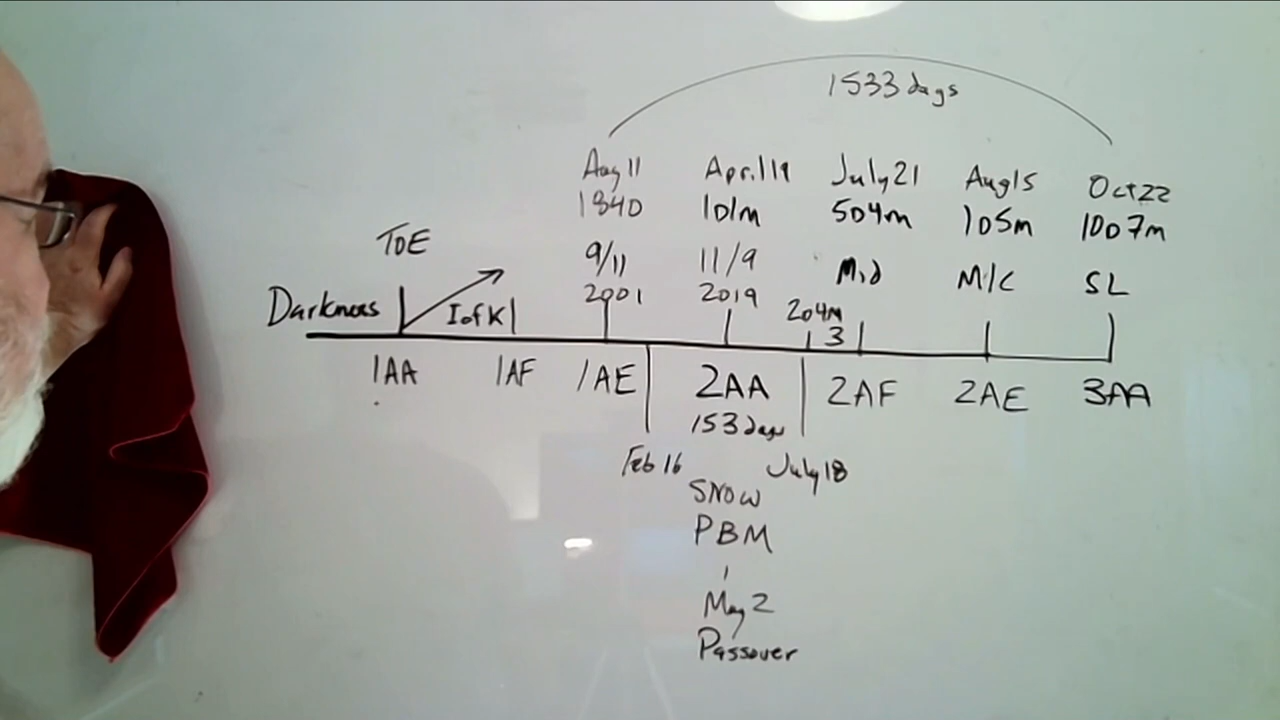 1533 days
Aug 11 April 19 July 21 Aug 15 Oct 22
1840 101m 504m 105m 1007m
ToE 9/11 11/9 Mid M/C SL
Darkness I of K 2001 2019 204m
3
1AA 1AF 1AE 2AA 2AF 2AE 3AA
153 days
Feb 16 July 18
SNOW
PBM
May 2
Passover